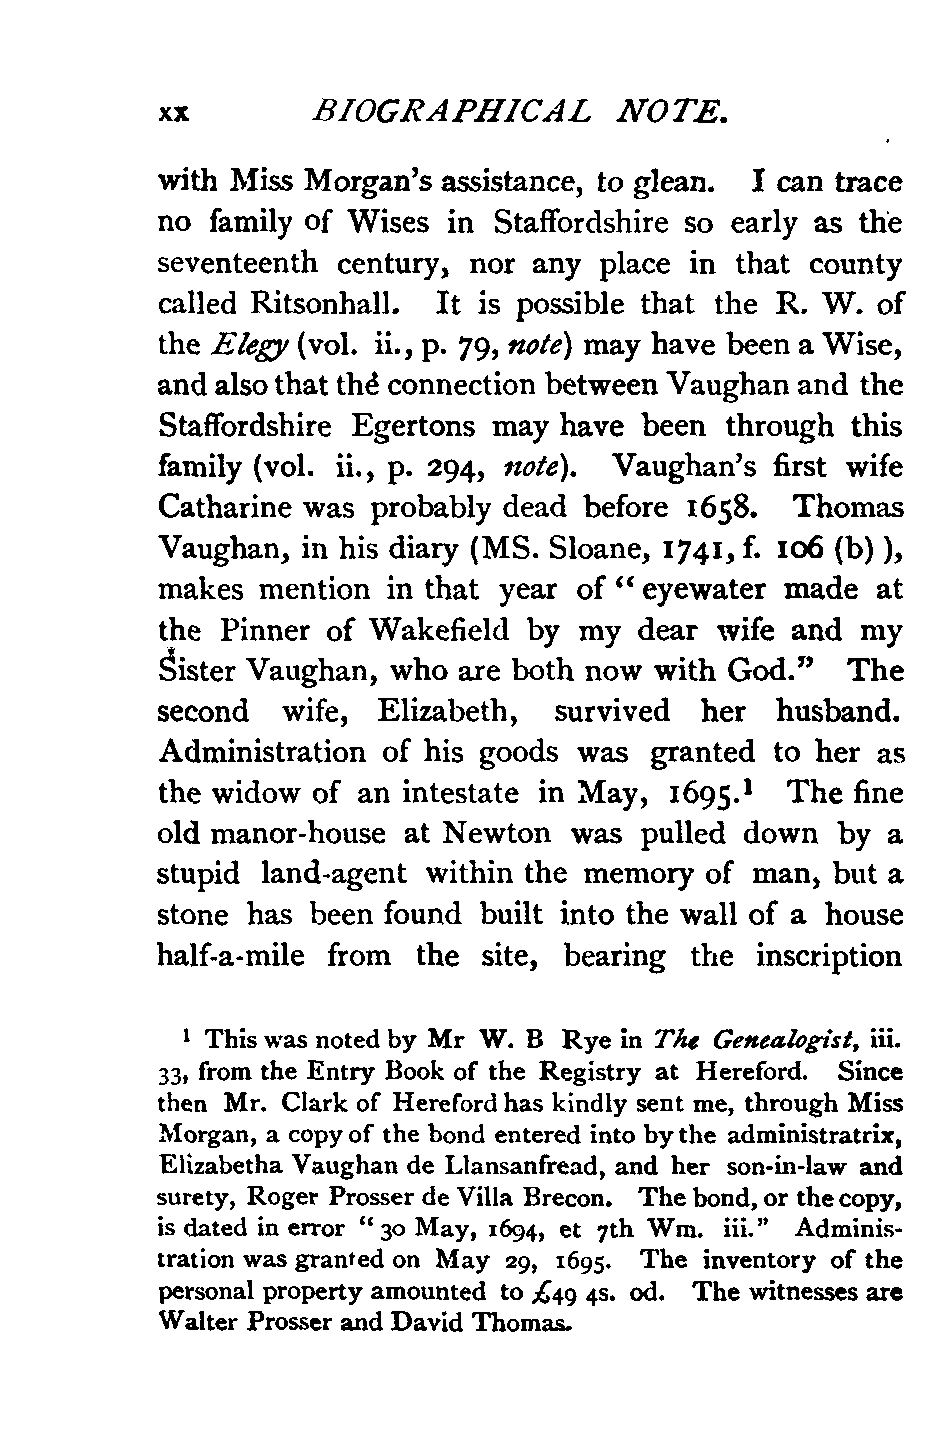 xx BIOGRAPHICAL NOTE.
with Miss Morgan's assistance, to glean. I can trace
no family of Wises in Staffordshire so early as the
seventeenth century, nor any place in that county
called Ritsonhall. It is possible that the R. W. of
the Elegy (vol. ii., p. 79, note) may have been a Wise,
and also that the connection between Vaughan and the
Staffordshire Egertons may have been through this
family (vol. ii., p. 294, note). Vaughan's first wife
Catharine was probably dead before 1658. Thomas
Vaughan, in his diary (MS. Sloane, 1741, f. 106 (b) ),
makes mention in that year of "eyewater made at
the Pinner of Wakefield by my dear wife and my
Sister Vaughan, who are both now with God." The
second wife, Elizabeth, survived her husband.
Administration of his goods was granted to her as
the widow of an intestate in May, 1695.¹ The fine
old manor-house at Newton was pulled down by a
stupid land-agent within the memory of man, but a
stone has been found built into the wall of a house
half-a-mile from the site, bearing the inscription
¹ This was noted by Mr W. B Rye in The Genealogist, iii.
33, from the Entry Book of the Registry at Hereford. Since
then Mr. Clark of Hereford has kindly sent me, through Miss
Morgan, a copy of the bond entered into by the administratrix,
Elizabetha Vaughan de Llansanfread, and her son-in-law and
surety, Roger Prosser de Villa Brecon. The bond, or the copy,
is dated in error "30 May, 1694, et 7th Wm. iii." Adminis-
tration was granted on May 29, 1695. The inventory of the
personal property amounted to £49 4s. od. The witnesses are
Walter Prosser and David Thomas.